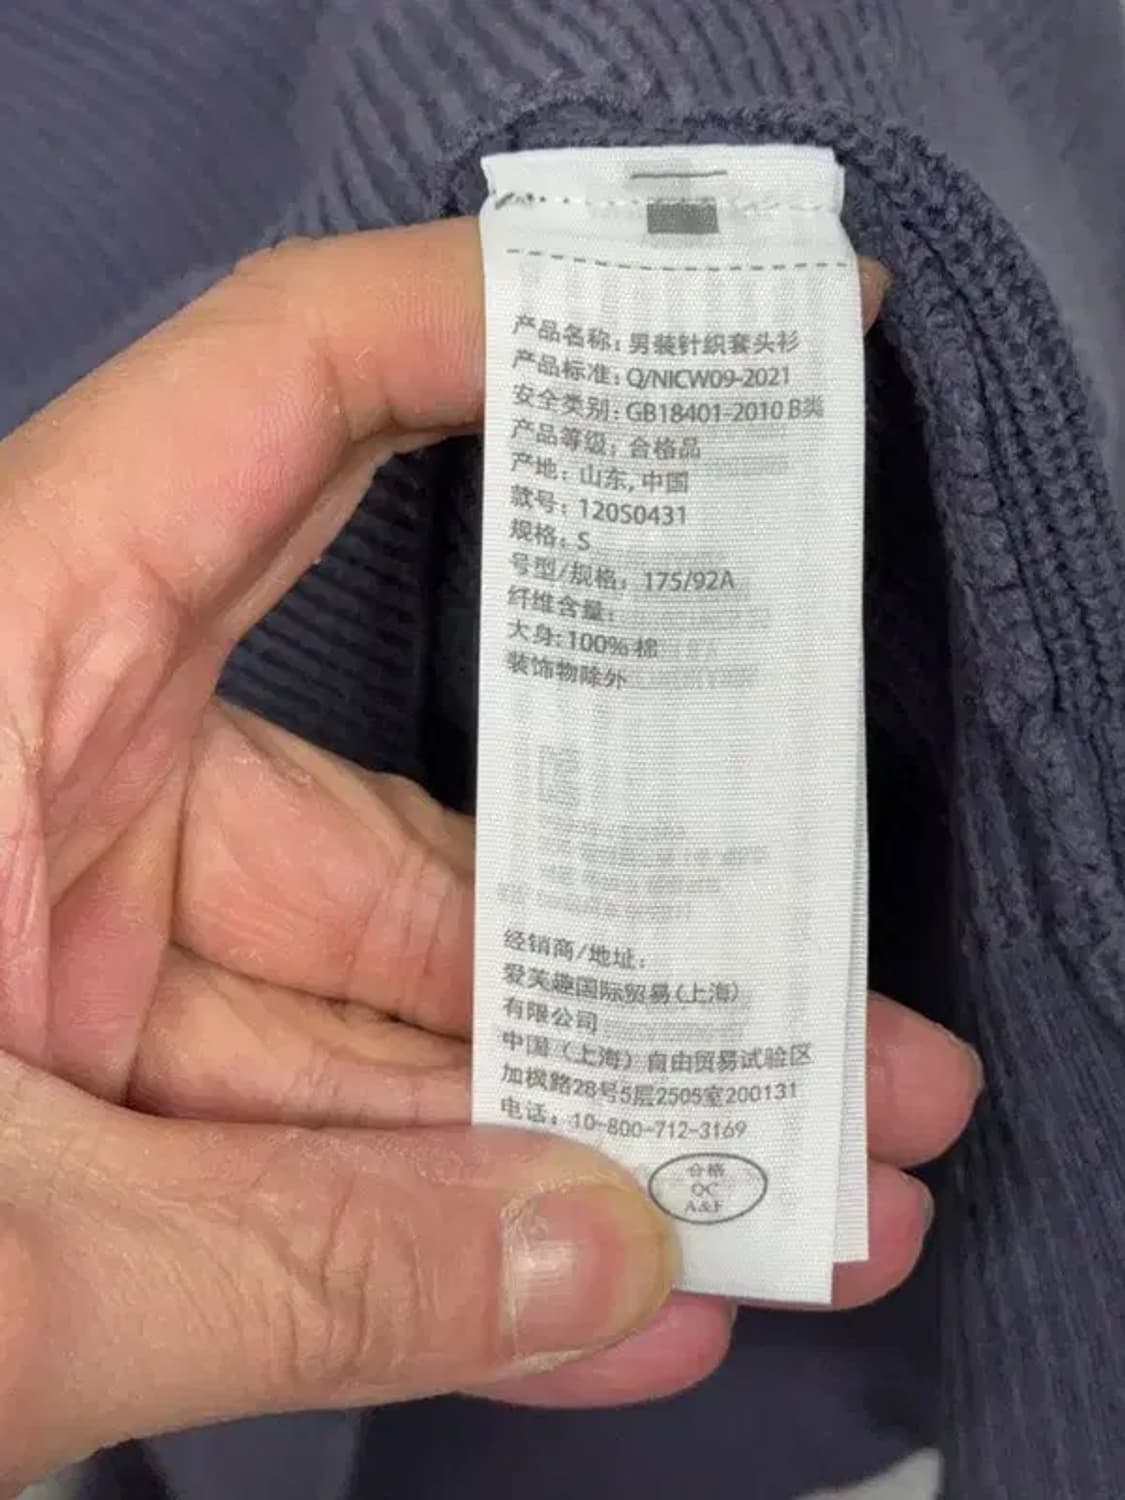 产品名称：男装针织套头衫
产品标准：Q/NICW09-2021
安全类别：GB18401-2010 B类
产品等级：合格品
产地：山东，中国
款号：120S0431
规格：S
号型/规格：175/92A
纤维含量：
大身：100% 棉
装饰物除外
经销商/地址：
爱芙趣国际贸易（上海）
有限公司
中国（上海）自由贸易试验区
加枫路28号5层2505室200131
电话：10-800-712-3169
合格
QC
A&F